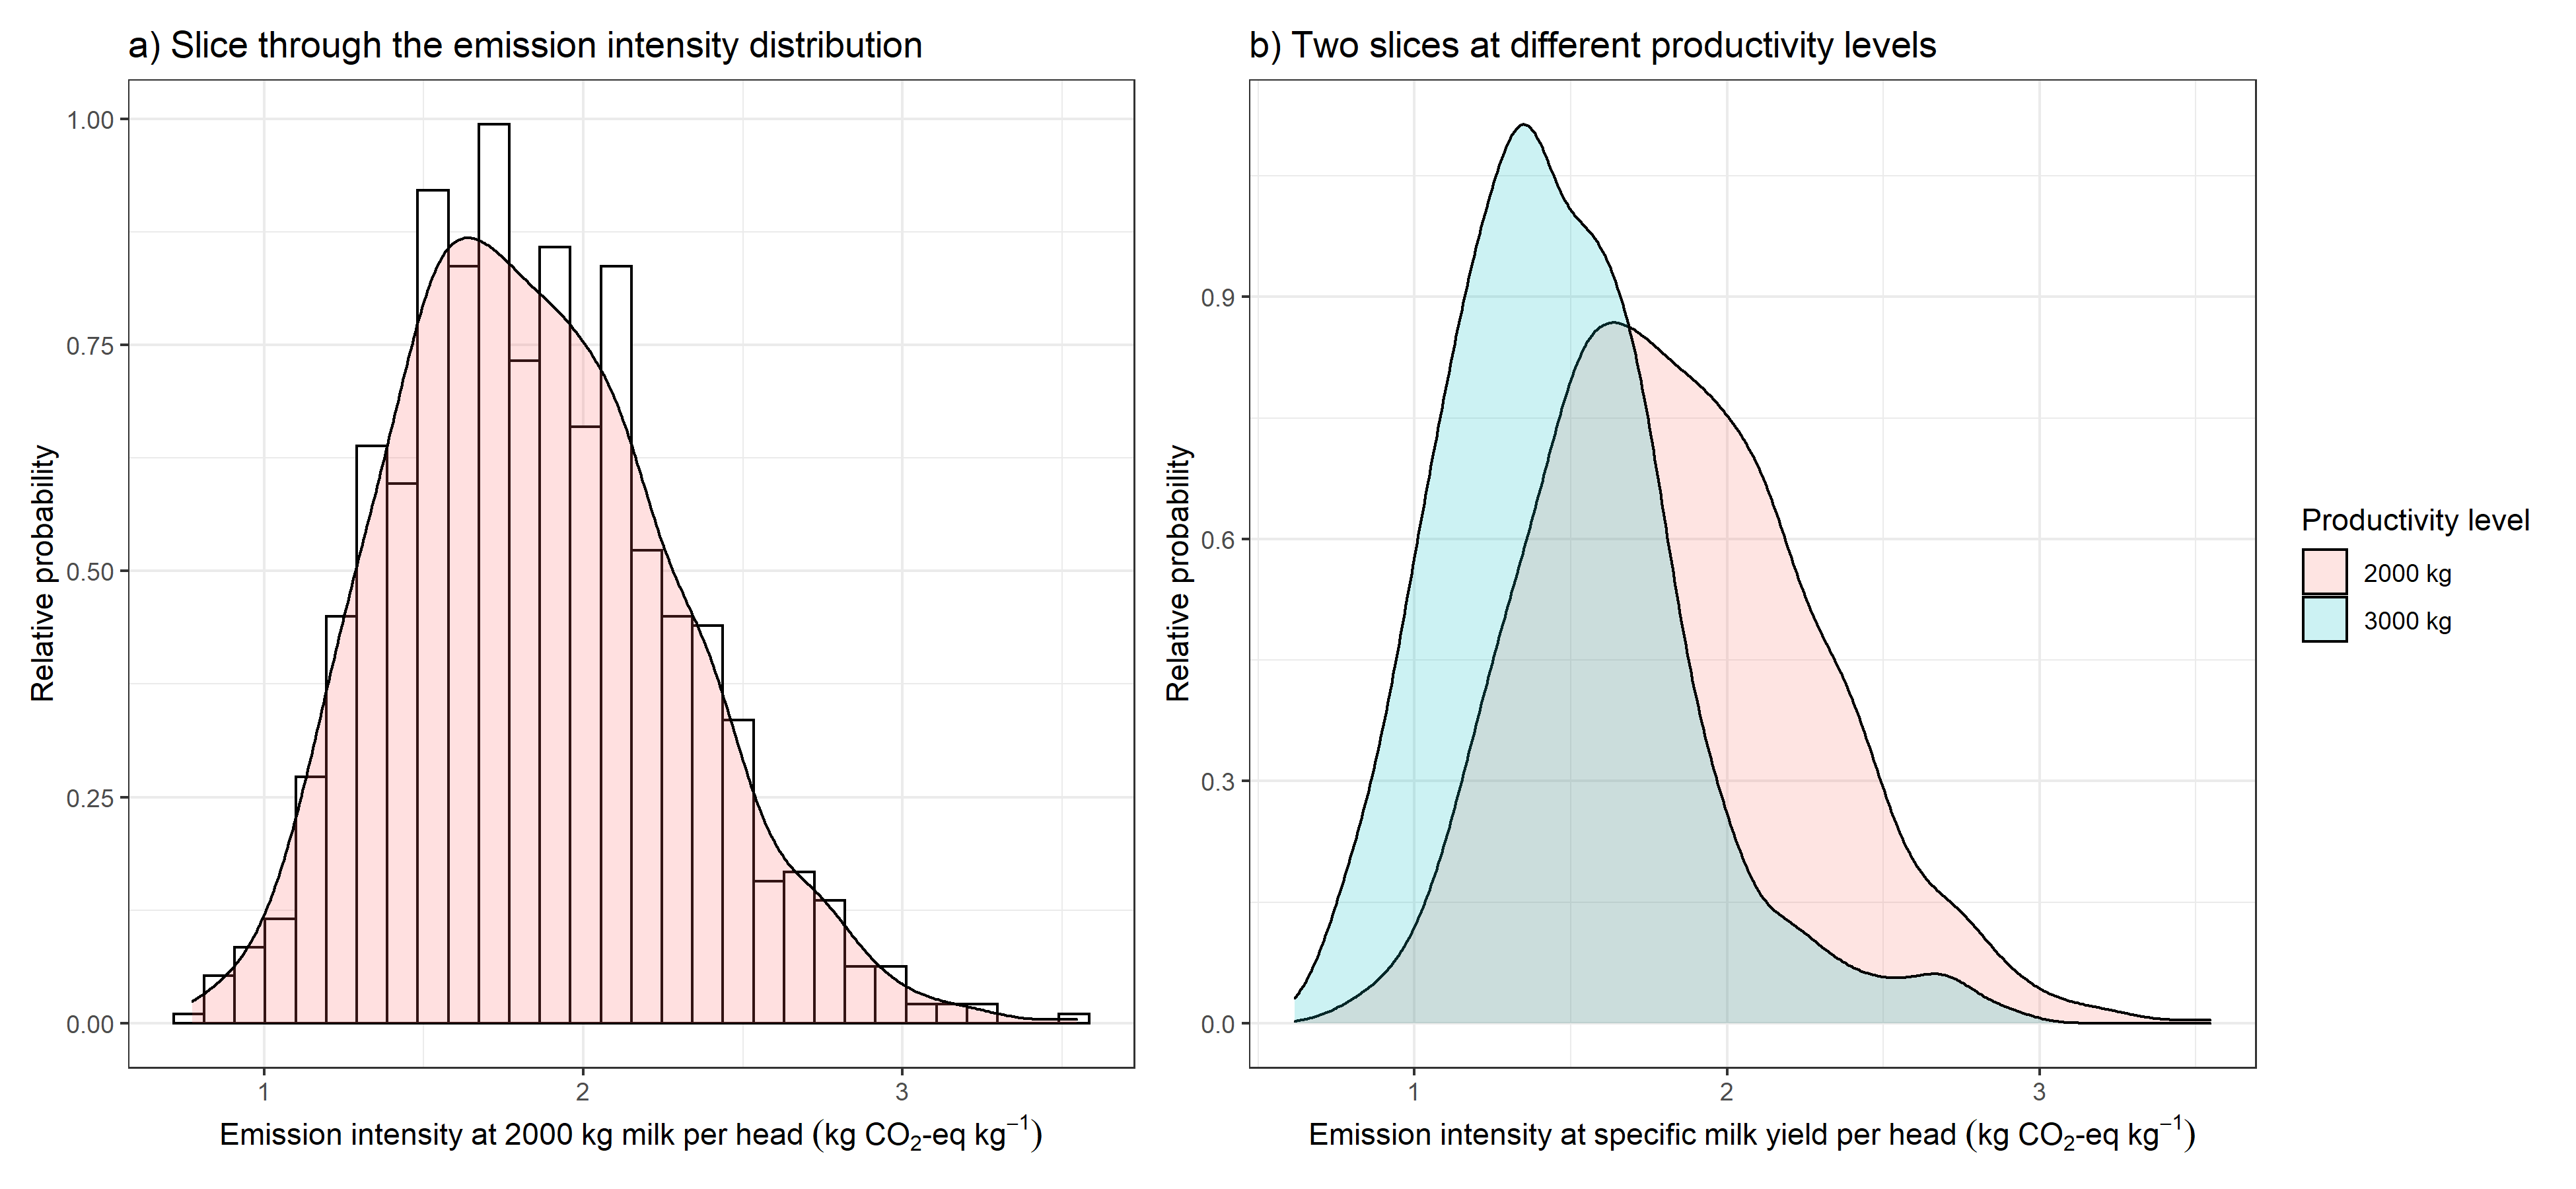 a) Slice through the emission intensity distribution
1.00
0.75
0.50
0.25
0.00
Relative probability
1 2 3
Emission intensity at 2000 kg milk per head (kg CO₂-eq kg⁻¹)
b) Two slices at different productivity levels
0.9
0.6
0.3
0.0
Relative probability
1 2 3
Emission intensity at specific milk yield per head (kg CO₂-eq kg⁻¹)
Productivity level
2000 kg
3000 kg